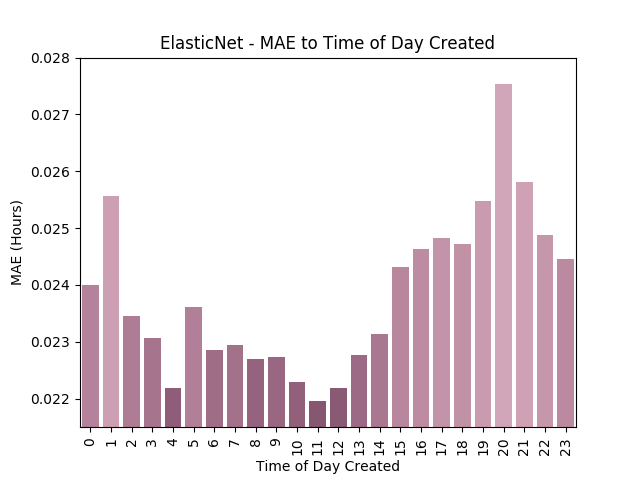 ElasticNet - MAE to Time of Day Created
MAE (Hours)
0.028
0.027
0.026
0.025
0.024
0.023
0.022
0 1 2 3 4 5 6 7 8 9 10 11 12 13 14 15 16 17 18 19 20 21 22 23
Time of Day Created